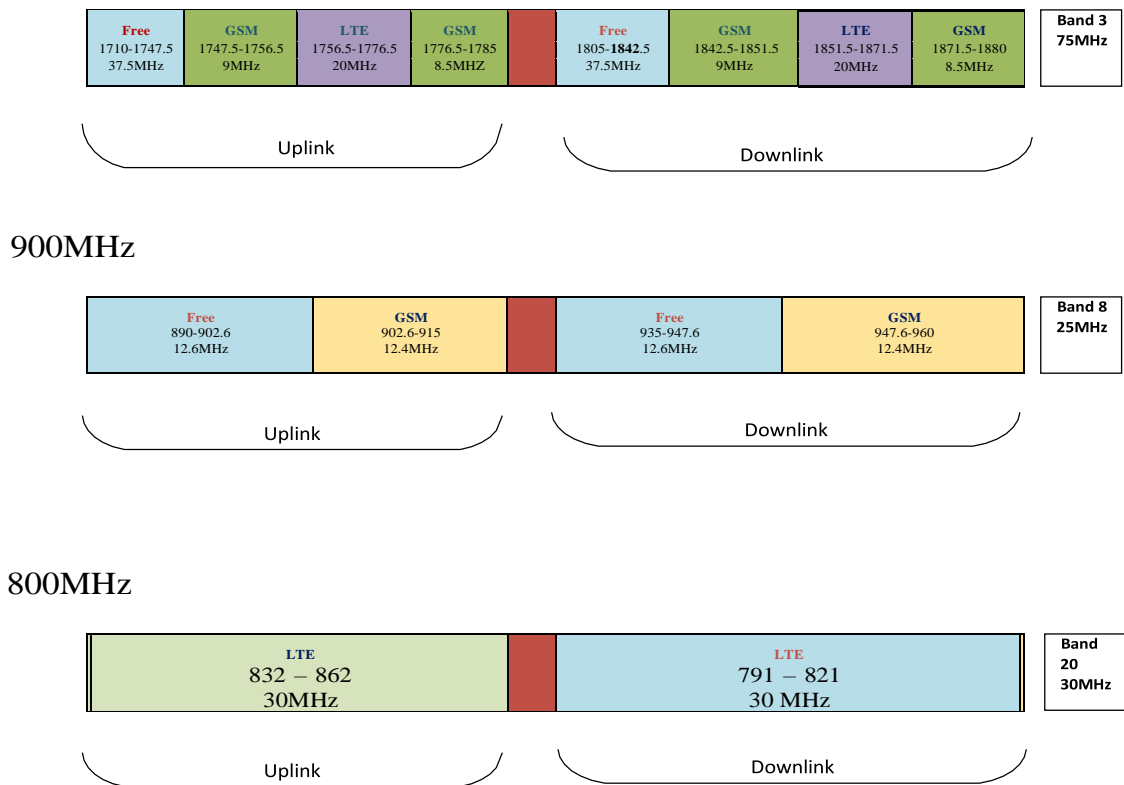 Free
1710-1747.5
37.5MHz
GSM
1747.5-1756.5
9MHz
LTE
1756.5-1776.5
20MHz
GSM
1776.5-1785
8.5MHZ
Free
1805-1842.5
37.5MHz
GSM
1842.5-1851.5
9MHz
LTE
1851.5-1871.5
20MHz
GSM
1871.5-1880
8.5MHz
Band 3
75MHz
Uplink
Downlink
900MHz
Free
890-902.6
12.6MHz
GSM
902.6-915
12.4MHz
Free
935-947.6
12.6MHz
GSM
947.6-960
12.4MHz
Band 8
25MHz
Uplink
Downlink
800MHz
LTE
832 – 862
30MHz
LTE
791 – 821
30 MHz
Band
20
30MHz
Uplink
Downlink